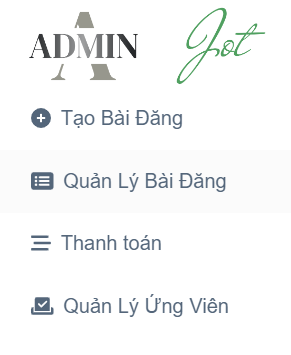 ADMIN Jot
A
Tạo Bài Đăng
Quản Lý Bài Đăng
Thanh toán
Quản Lý Ứng Viên